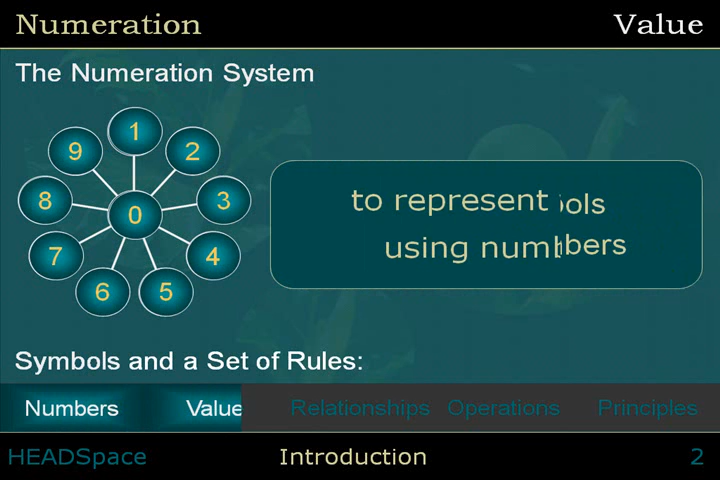 Numeration
Value
The Numeration System
1
9
2
8
0
3
7
4
6
5
to represent
using
Symbols and a Set of Rules:
Numbers
Value
Relationships
Operations
Principles
HEADSpace
Introduction
2